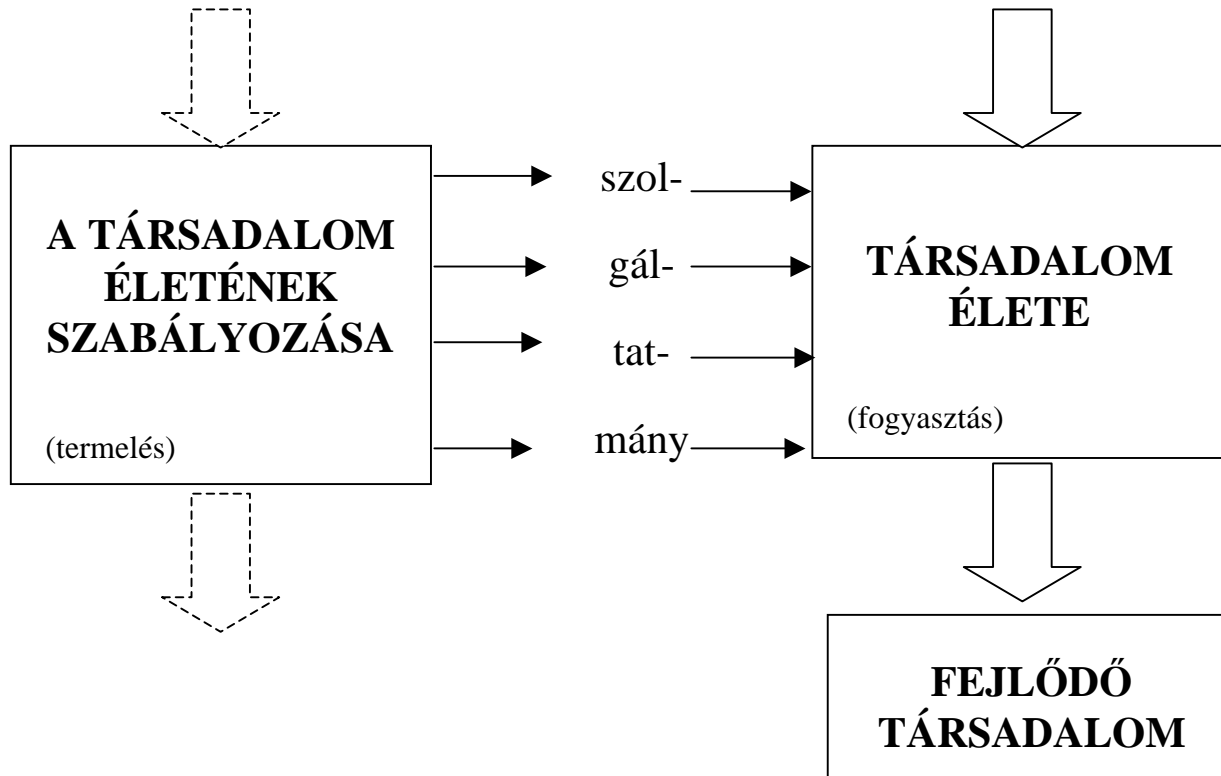 A TÁRSADALOM
ÉLETÉNEK
SZABÁLYOZÁSA
(termelés)
szol-
gál-
tat-
mány
TÁRSADALOM
ÉLETE
(fogyasztás)
FEJLŐDŐ
TÁRSADALOM